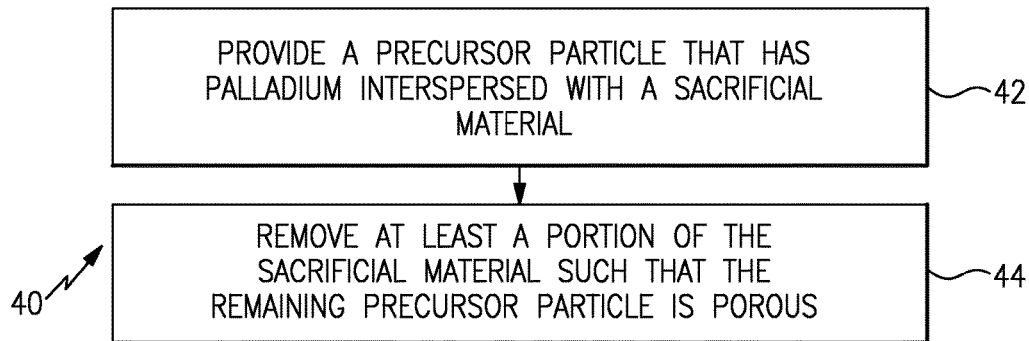 PROVIDE A PRECURSOR PARTICLE THAT HAS
PALLADIUM INTERSPERSED WITH A SACRIFICIAL
MATERIAL
42
REMOVE AT LEAST A PORTION OF THE
SACRIFICIAL MATERIAL SUCH THAT THE
REMAINING PRECURSOR PARTICLE IS POROUS
44
40